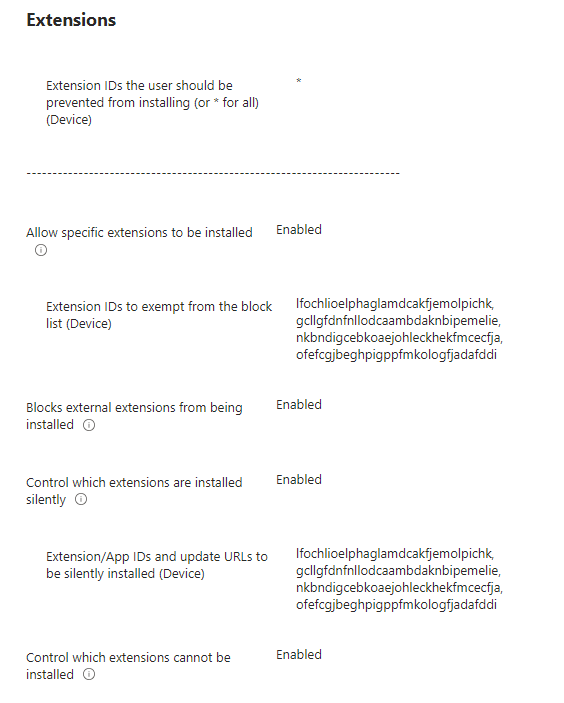 Extensions
Extension IDs the user should be
prevented from installing (or * for all)
(Device)
*
--------------------------------------------------------------------------
Allow specific extensions to be installed
Enabled
Extension IDs to exempt from the block
list (Device)
lfochlioelphaglamdcakfjemolpichk,
gcllgfdnfnllodcaambdaknbipemelie,
nkbndigcebkoaejohleckhekfmcecfja,
ofefcgjbeghpigppfmkologfjadafddi
Blocks external extensions from being
installed
Enabled
Control which extensions are installed
silently
Enabled
Extension/App IDs and update URLs to
be silently installed (Device)
lfochlioelphaglamdcakfjemolpichk,
gcllgfdnfnllodcaambdaknbipemelie,
nkbndigcebkoaejohleckhekfmcecfja,
ofefcgjbeghpigppfmkologfjadafddi
Control which extensions cannot be
installed
Enabled